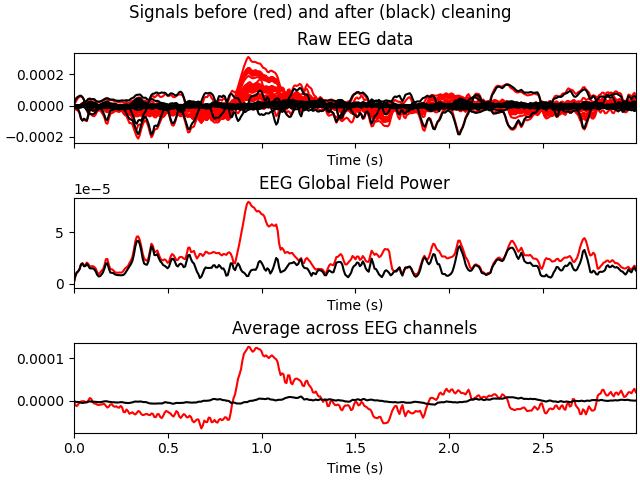 Signals before (red) and after (black) cleaning
Raw EEG data
0.0002
0.0000
−0.0002
Time (s)
1e−5
EEG Global Field Power
5
0
Time (s)
Average across EEG channels
0.0001
0.0000
0.0 0.5 1.0 1.5 2.0 2.5
Time (s)